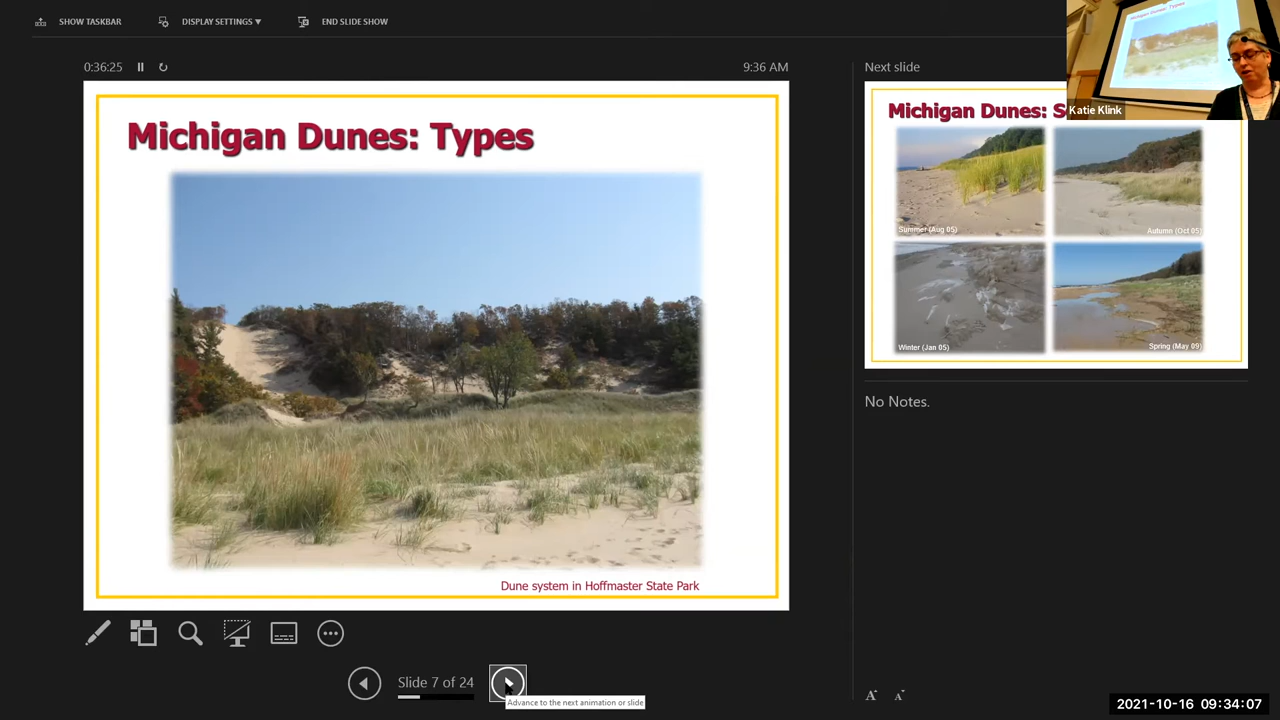 SHOW TASKBAR
DISPLAY SETTINGS ▼
END SLIDE SHOW
0:36:25
9:36 AM
Michigan Dunes: Types
Dune system in Hoffmaster State Park
Slide 7 of 24
Advance to the next animation or slide
Next slide
Michigan Dunes: Types
Katie Klink
Michigan Dunes: S
Summer (Aug 05)
Autumn (Oct 05)
Winter (Jan 05)
Spring (May 09)
No Notes.
A
A
2021-10-16 09:34:07